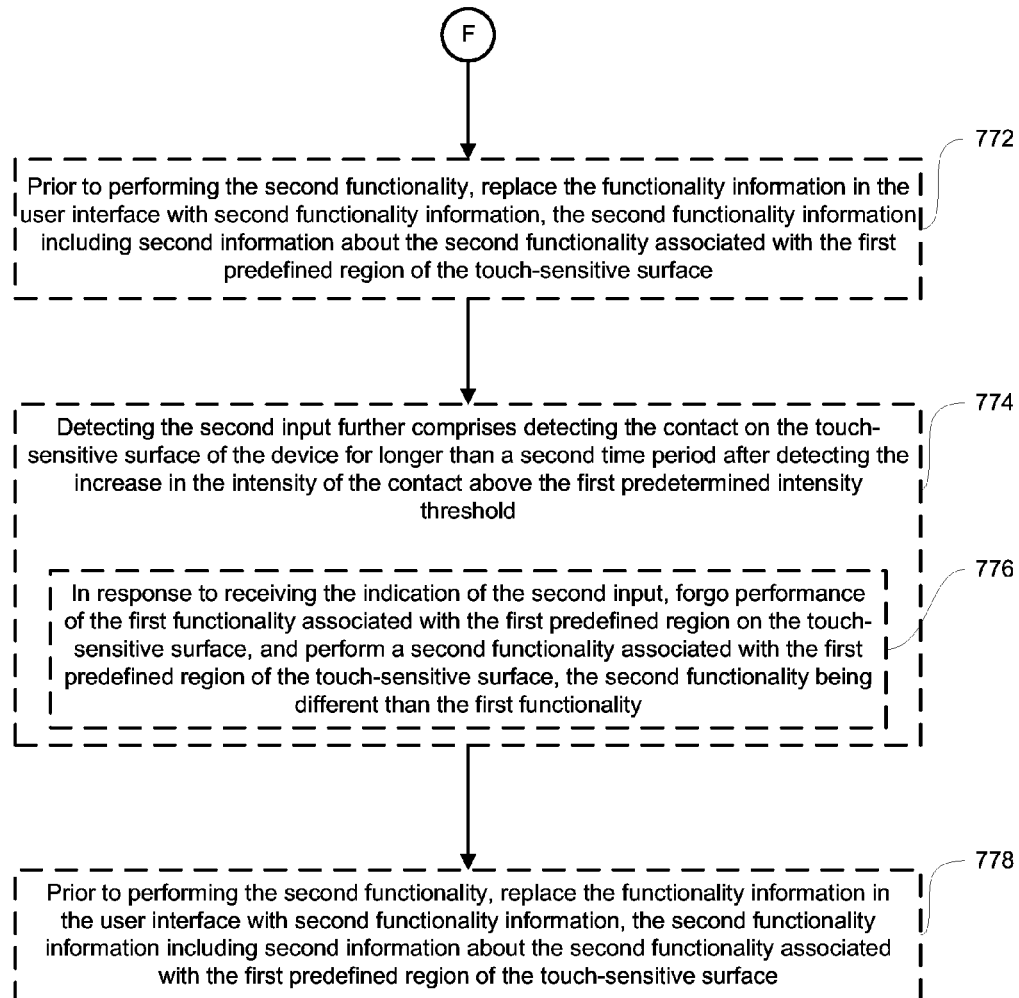 F
772
Prior to performing the second functionality, replace the functionality information in the
user interface with second functionality information, the second functionality information
including second information about the second functionality associated with the first
predefined region of the touch-sensitive surface
774
Detecting the second input further comprises detecting the contact on the touch-
sensitive surface of the device for longer than a second time period after detecting the
increase in the intensity of the contact above the first predetermined intensity
threshold
776
In response to receiving the indication of the second input, forgo performance
of the first functionality associated with the first predefined region on the touch-
sensitive surface, and perform a second functionality associated with the first
predefined region of the touch-sensitive surface, the second functionality being
different than the first functionality
778
Prior to performing the second functionality, replace the functionality information in
the user interface with second functionality information, the second functionality
information including second information about the second functionality associated
with the first predefined region of the touch-sensitive surface